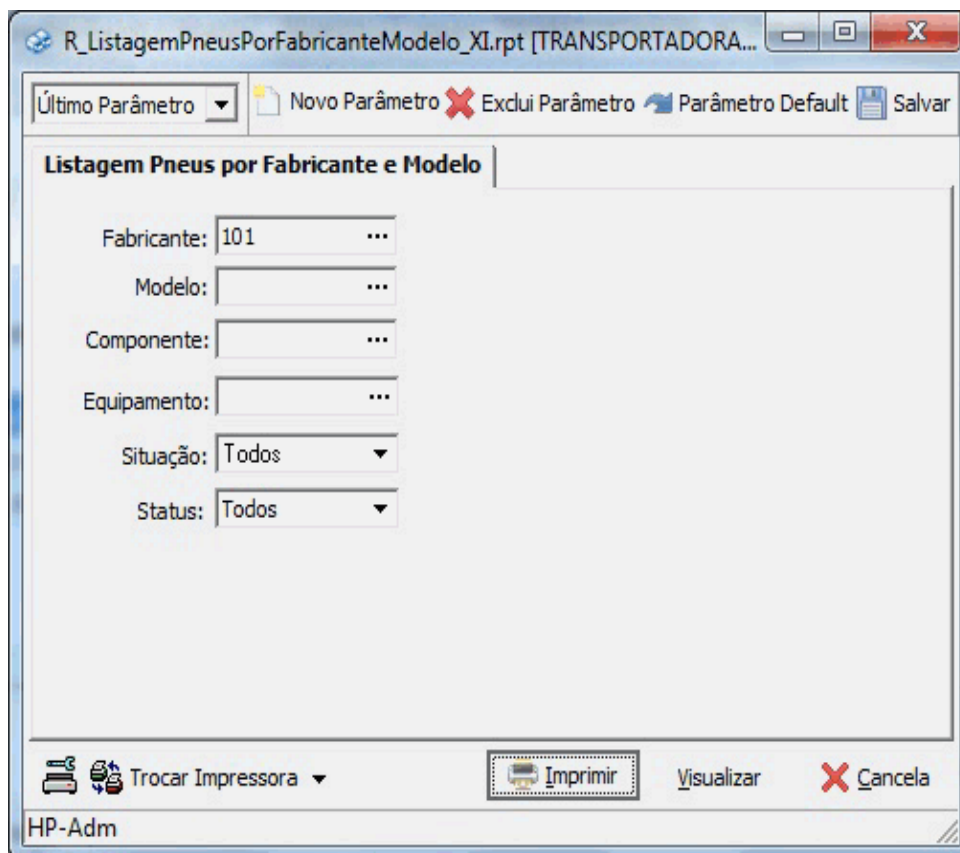 R_ListagemPneusPorFabricanteModelo_XI.rpt [TRANSPORTADORA...
Último Parâmetro Novo Parâmetro Exclui Parâmetro Parâmetro Default Salvar
Listagem Pneus por Fabricante e Modelo
Fabricante: 101 ...
Modelo: ...
Componente: ...
Equipamento: ...
Situação: Todos
Status: Todos
Trocar Impressora Imprimir Visualizar Cancela
HP-Adm